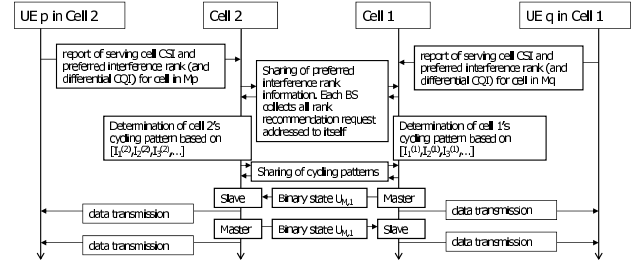 UE p in Cell 2
Cell 2
Cell 1
UE q in Cell 1
report of serving cell CSI and
preferred interference rank (and
differential CQI) for cell in Mp
Sharing of preferred
interference rank
information. Each BS
collects all rank
recommendation request
addressed to itself
report of serving cell CSI and
preferred interference rank (and
differential CQI) for cell in Mq
Determination of cell 2's
cycling pattern based on
[I₁⁽²⁾,I₂⁽²⁾,I₃⁽²⁾,…]
Determination of cell 1's
cycling pattern based on
[I₁⁽¹⁾,I₂⁽¹⁾,I₃⁽¹⁾,…]
Sharing of cycling patterns
Slave
Binary state U_M,1
Master
data transmission
data transmission
Master
Binary state U_M,1
Slave
data transmission
data transmission